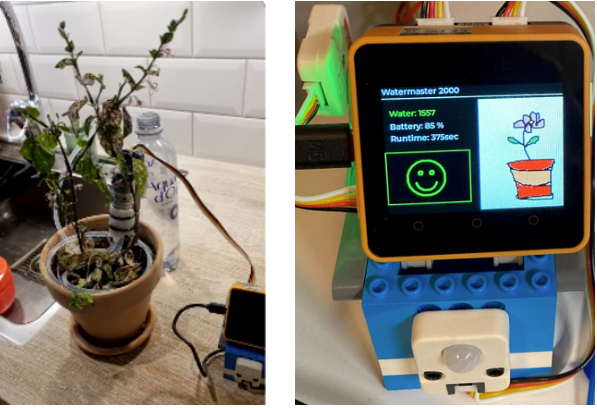 Watermaster 2000
Water: 1557
Battery: 85 %
Runtime: 375sec